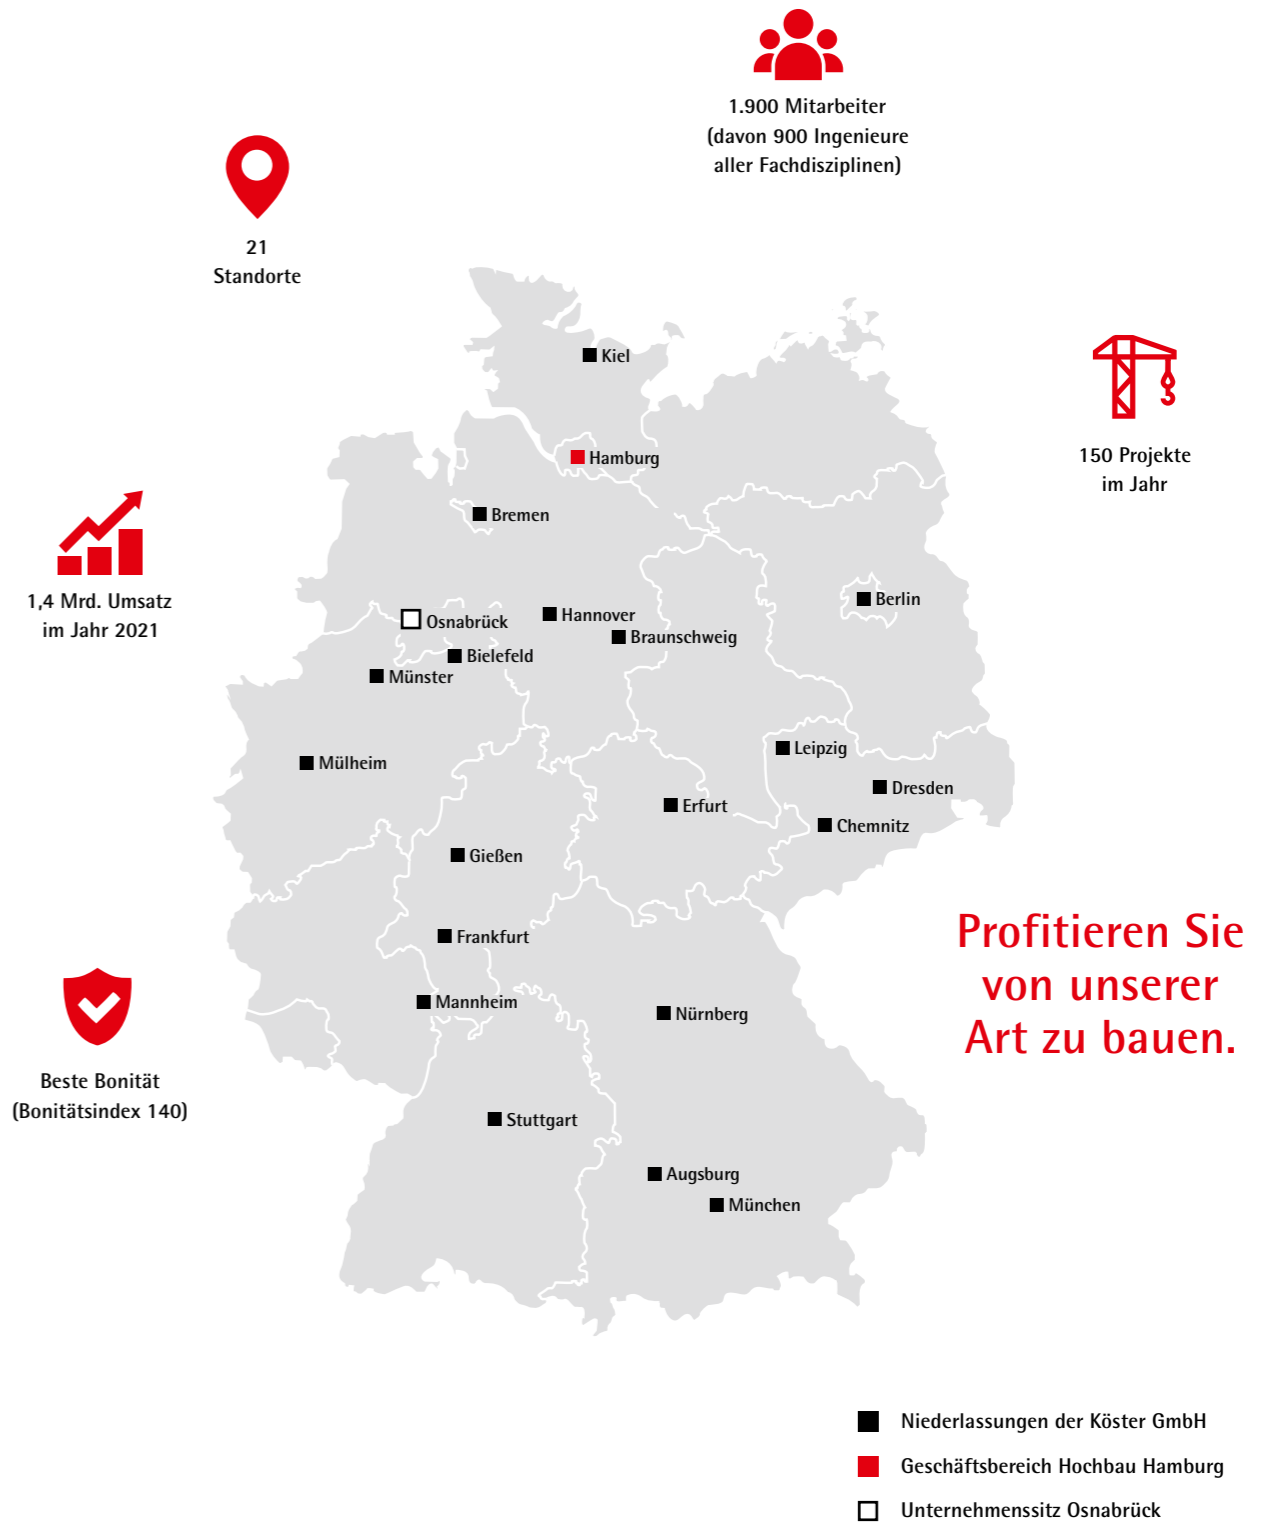 1.900 Mitarbeiter
(davon 900 Ingenieure
aller Fachdisziplinen)
21
Standorte
Kiel
150 Projekte
im Jahr
Hamburg
Bremen
1,4 Mrd. Umsatz
im Jahr 2021
Berlin
Osnabrück
Hannover
Braunschweig
Bielefeld
Münster
Leipzig
Mülheim
Dresden
Erfurt
Chemnitz
Gießen
Frankfurt
Profitieren Sie
von unserer
Art zu bauen.
Mannheim
Nürnberg
Beste Bonität
(Bonitätsindex 140)
Stuttgart
Augsburg
München
Niederlassungen der Köster GmbH
Geschäftsbereich Hochbau Hamburg
Unternehmenssitz Osnabrück